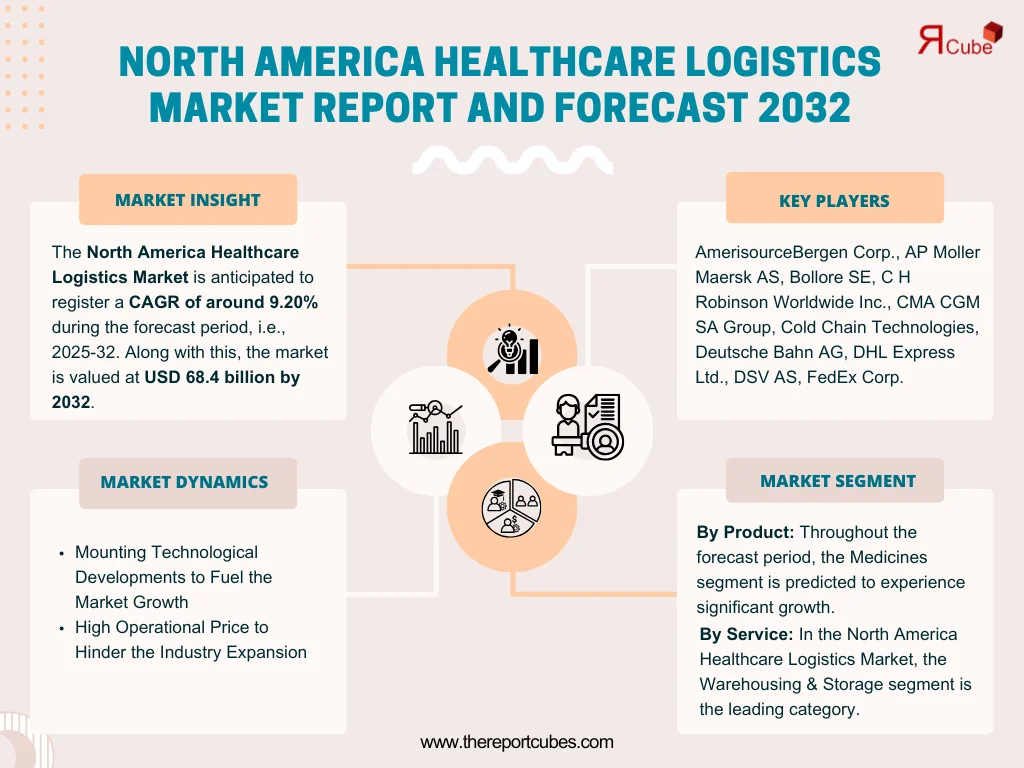 NORTH AMERICA HEALTHCARE LOGISTICS
MARKET REPORT AND FORECAST 2032
ЯCube
MARKET INSIGHT
The North America Healthcare
Logistics Market is anticipated to
register a CAGR of around 9.20%
during the forecast period, i.e.,
2025-32. Along with this, the market
is valued at USD 68.4 billion by
2032.
KEY PLAYERS
AmerisourceBergen Corp., AP Moller
Maersk AS, Bollore SE, C H
Robinson Worldwide Inc., CMA CGM
SA Group, Cold Chain Technologies,
Deutsche Bahn AG, DHL Express
Ltd., DSV AS, FedEx Corp.
MARKET DYNAMICS
• Mounting Technological
Developments to Fuel the
Market Growth
• High Operational Price to
Hinder the Industry Expansion
MARKET SEGMENT
By Product: Throughout the
forecast period, the Medicines
segment is predicted to experience
significant growth.
By Service: In the North America
Healthcare Logistics Market, the
Warehousing & Storage segment is
the leading category.
www.thereportcubes.com